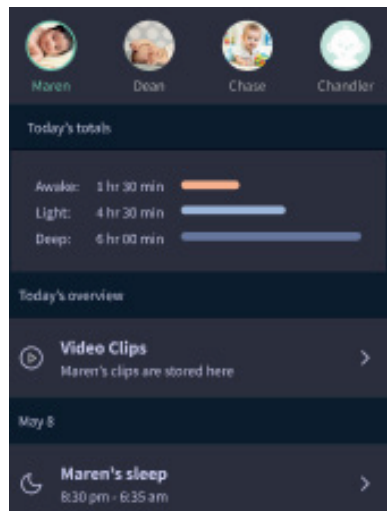 Maren Dean Chase Chandler
Today's totals
Awake: 1 hr 30 min
Light: 4 hr 30 min
Deep: 6 hr 00 min
Today's overview
Video Clips
Maren's clips are stored here
May 8
Maren's sleep
8:30 pm - 6:35 am